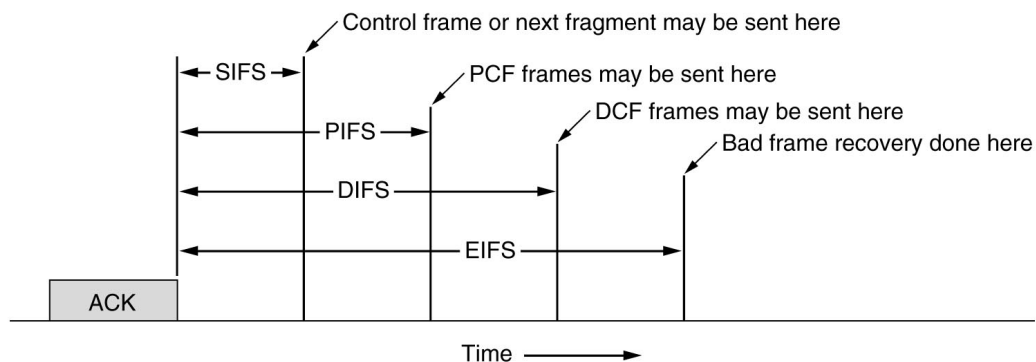 Control frame or next fragment may be sent here
SIFS
PCF frames may be sent here
DCF frames may be sent here
PIFS
Bad frame recovery done here
DIFS
EIFS
ACK
Time